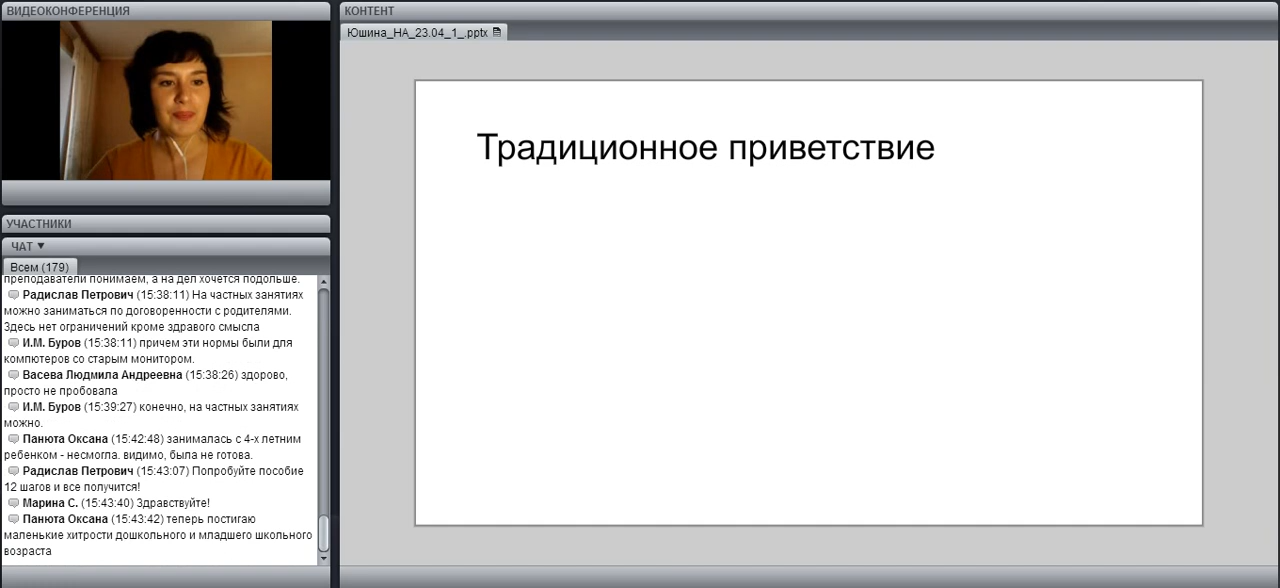 ВИДЕОКОНФЕРЕНЦИЯ
УЧАСТНИКИ
ЧАТ
Всем (179)
преподаватели понимаем, а на дел хочется подольше.
Радислав Петрович (15:38:11) На частных занятиях
можно заниматься по договоренности с родителями.
Здесь нет ограничений кроме здравого смысла
И.М. Буров (15:38:11) причем эти нормы были для
компютеров со старым монитором.
Васева Людмила Андреевна (15:38:26) здорово,
просто не пробовала
И.М. Буров (15:39:27) конечно, на частных занятиях
можно.
Панюта Оксана (15:42:48) занималась с 4-х летним
ребенком - несмогла. видимо, была не готова.
Радислав Петрович (15:43:07) Попробуйте пособие
12 шагов и все получится!
Марина С. (15:43:40) Здравствуйте!
Панюта Оксана (15:43:42) теперь постигаю
маленькие хитрости дошкольного и младшего школьного
возраста
КОНТЕНТ
Юшина_НА_23.04_1_.pptx
Традиционное приветствие